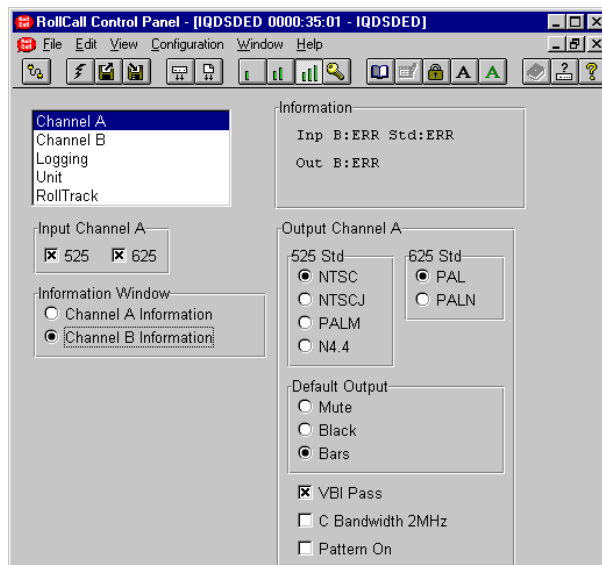 RollCall Control Panel - [IQDSDED 0000:35:01 - IQDSDED]
File Edit View Configuration Window Help
A A
Channel A
Channel B
Logging
Unit
RollTrack
Information
Inp B:ERR Std:ERR
Out B:ERR
Input Channel A
525 625
Information Window
Channel A Information
Channel B Information
Output Channel A
525 Std
NTSC
NTSCJ
PALM
N4.4
625 Std
PAL
PALN
Default Output
Mute
Black
Bars
VBI Pass
C Bandwidth 2MHz
Pattern On